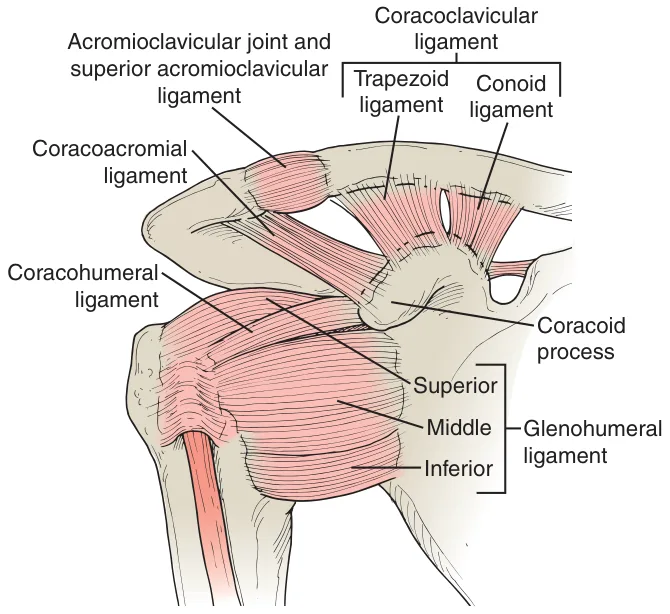 Coracoclavicular
ligament
Acromioclavicular joint and
superior acromioclavicular
ligament
Trapezoid
ligament
Conoid
ligament
Coracoacromial
ligament
Coracohumeral
ligament
Coracoid
process
Superior
Middle
Inferior
Glenohumeral
ligament